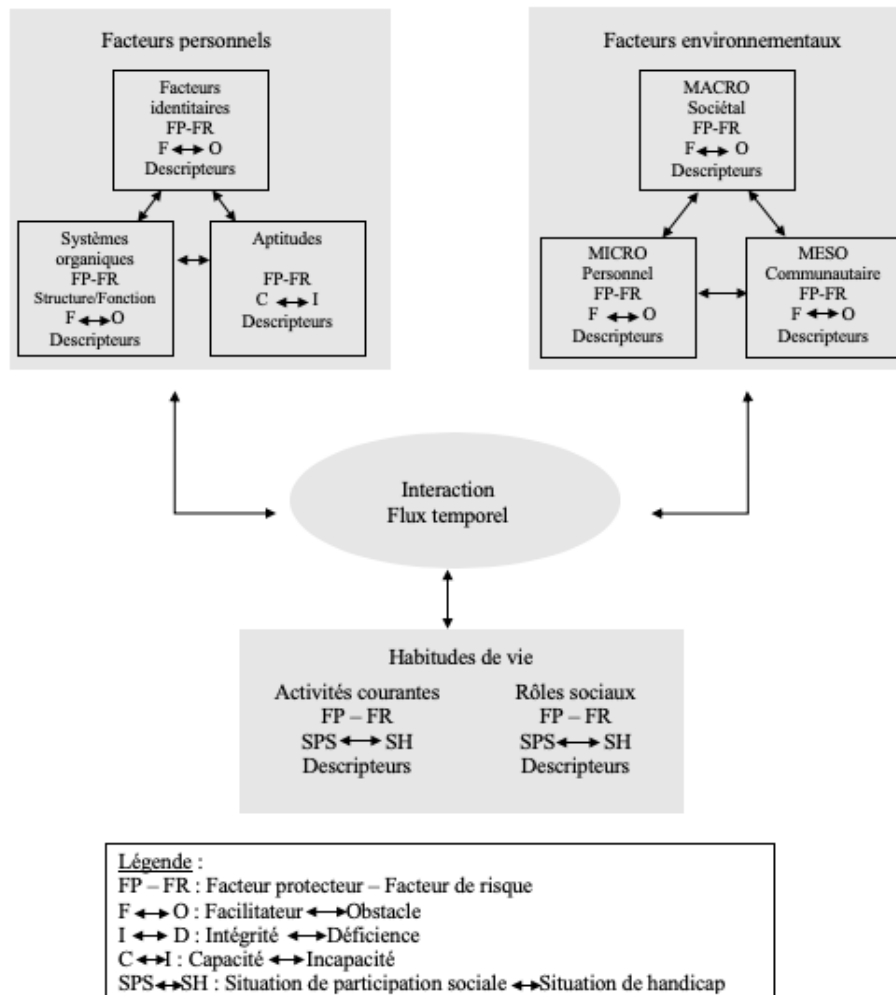 Facteurs personnels
Facteurs
identitaires
FP-FR
F ↔ O
Descripteurs
Systèmes
organiques
FP-FR
Structure/Fonction
F ↔ O
Descripteurs
Aptitudes
FP-FR
C ↔ I
Descripteurs
Facteurs environnementaux
MACRO
Sociétal
FP-FR
F ↔ O
Descripteurs
MICRO
Personnel
FP-FR
F ↔ O
Descripteurs
MESO
Communautaire
FP-FR
F ↔ O
Descripteurs
Interaction
Flux temporel
Habitudes de vie
Activités courantes
FP – FR
SPS ↔ SH
Descripteurs
Rôles sociaux
FP – FR
SPS ↔ SH
Descripteurs
Légende :
FP – FR : Facteur protecteur – Facteur de risque
F ↔ O : Facilitateur ↔ Obstacle
I ↔ D : Intégrité ↔ Déficience
C ↔ I : Capacité ↔ Incapacité
SPS ↔ SH : Situation de participation sociale ↔ Situation de handicap